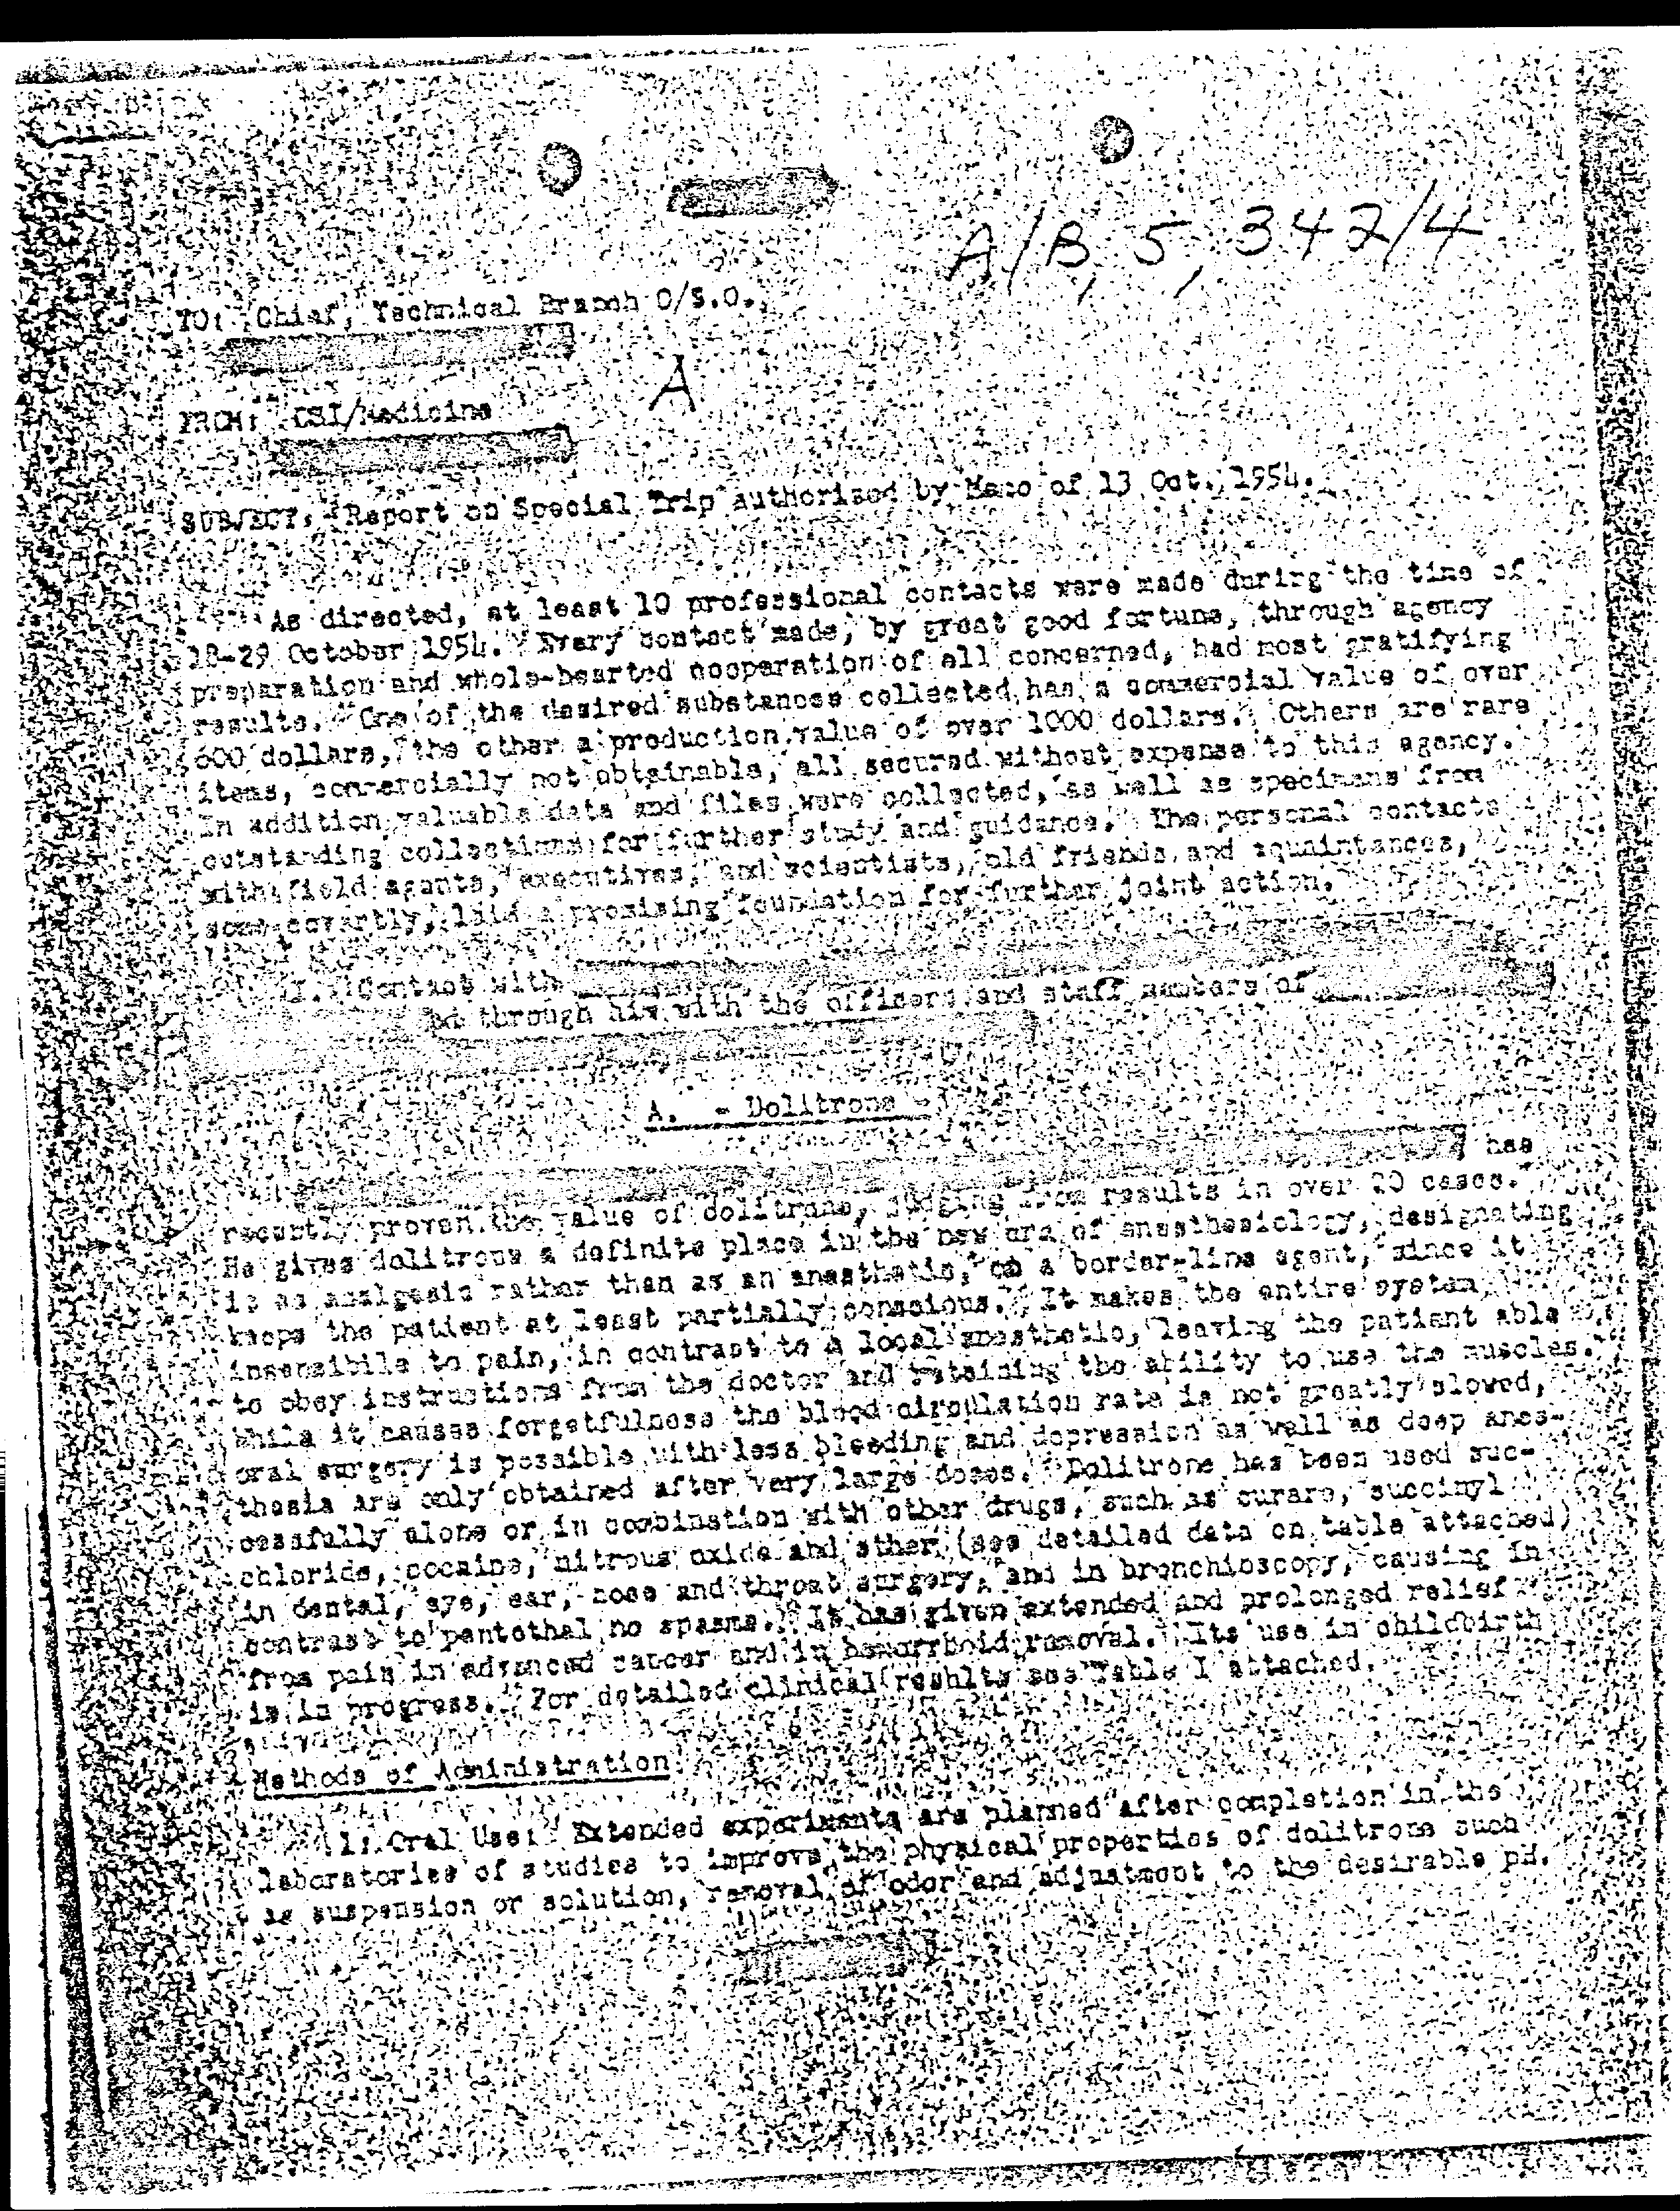 A/B, 5, 342/4
TO: Chief, Technical Branch O/S.O.
A
FROM: OSI/Medicine
SUBJECT: Report on Special Trip authorized by Memo of 13 Oct. 1954.
As directed, at least 10 professional contacts were made during the time of
18-29 October 1954. Every contact made, by great good fortune, through agency
preparation and whole-hearted cooperation of all concerned, had most gratifying
results. One of the desired substances collected has a commercial value of over
600 dollars, the other a production value of over 1000 dollars. Others are rare
items, commercially not obtainable, all secured without expense to this agency.
In addition valuable data and files were collected, as well as specimens from
outstanding collections for further study and guidance. The personal contacts
with field agents, executives, and scientists, old friends and aquaintances,
some covertly, laid a promising foundation for further joint action.
I. Contact with
through him with the officers and staff members of
A. - Dolitrone -
has
recently proven the value of dolitrone, judging from results in over 20 cases.
He gives dolitrone a definite place in the new era of anesthesiology, designating
it as analgesic rather than as an anesthetic, a border-line agent, since it
keeps the patient at least partially conscious. It makes the entire system
insensibile to pain, in contrast to a local anesthetic, leaving the patient able
to obey instructions from the doctor and retaining the ability to use the muscles.
While it causes forgetfulness the blood circulation rate is not greatly slowed,
oral surgery is possible with less bleeding and depression as well as deep anes-
thesia are only obtained after very large doses. Dolitrone has been used suc-
cessfully alone or in combination with other drugs, such as curare, succinyl
chloride, cocaine, nitrous oxide and ether (see detailed data on table attached)
in dental, eye, ear, nose and throat surgery, and in bronchioscopy, causing in
contrast to pentothal no spasms. It has given extended and prolonged relief
from pain in advanced cancer and in hemorrhoid removal. Its use in childbirth
is in progress. For detailed clinical reshlts see Table I attached.
Methods of Administration
1. Oral Use: Extended experiments are planned after completion in the
laboratories of studies to improve the physical properties of dolitrone such
as suspension or solution, removal of odor and adjustment to the desirable pH.